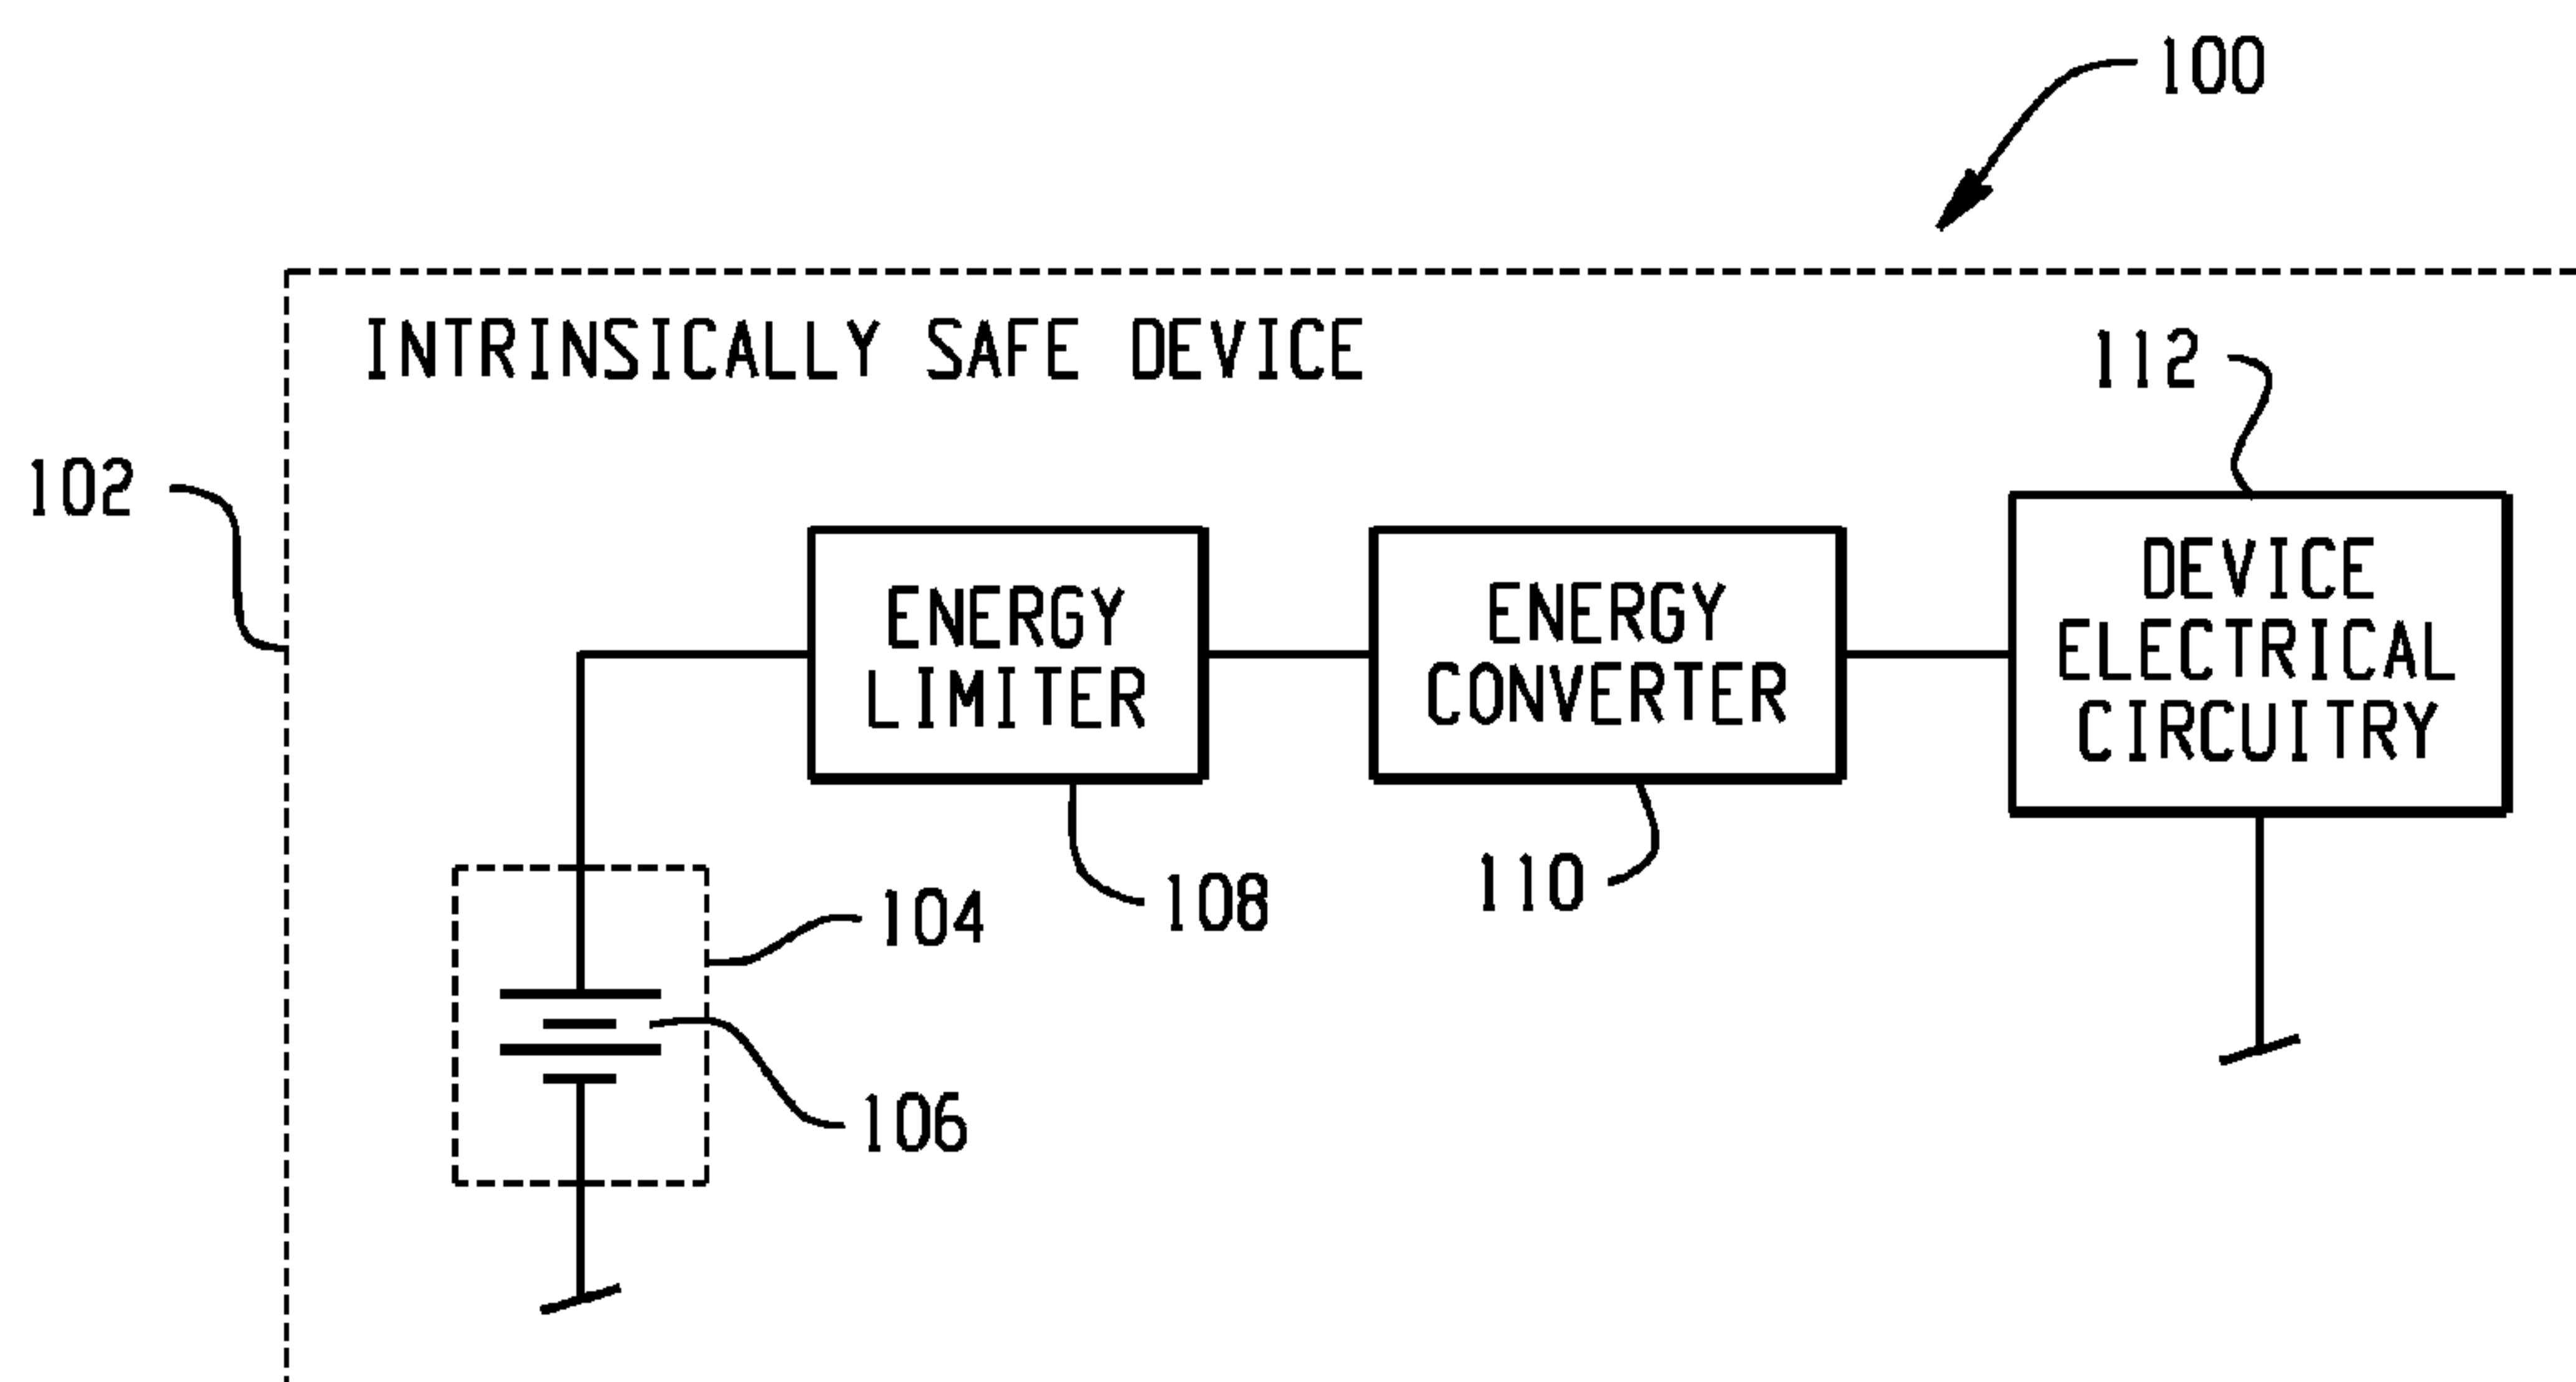 100
INTRINSICALLY SAFE DEVICE
112
102
ENERGY
LIMITER
ENERGY
CONVERTER
DEVICE
ELECTRICAL
CIRCUITRY
108
110
104
106